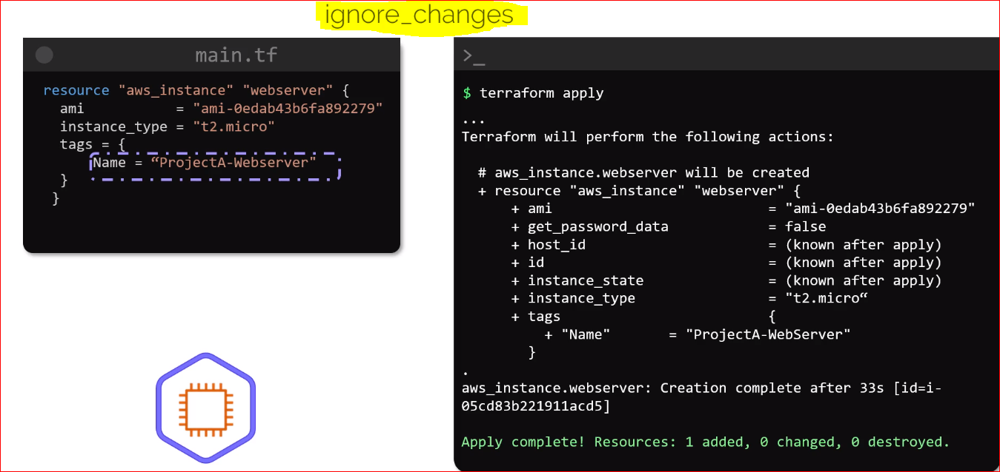 ignore_changes
main.tf
resource "aws_instance" "webserver" {
ami = "ami-0edab43b6fa892279"
instance_type = "t2.micro"
tags = {
Name = “ProjectA-Webserver"
}
}
>_
$ terraform apply
...
Terraform will perform the following actions:
# aws_instance.webserver will be created
+ resource "aws_instance" "webserver" {
+ ami = "ami-0edab43b6fa892279"
+ get_password_data = false
+ host_id = (known after apply)
+ id = (known after apply)
+ instance_state = (known after apply)
+ instance_type = "t2.micro“
+ tags {
+ "Name" = "ProjectA-WebServer"
}
.
aws_instance.webserver: Creation complete after 33s [id=i-
05cd83b221911acd5]
Apply complete! Resources: 1 added, 0 changed, 0 destroyed.